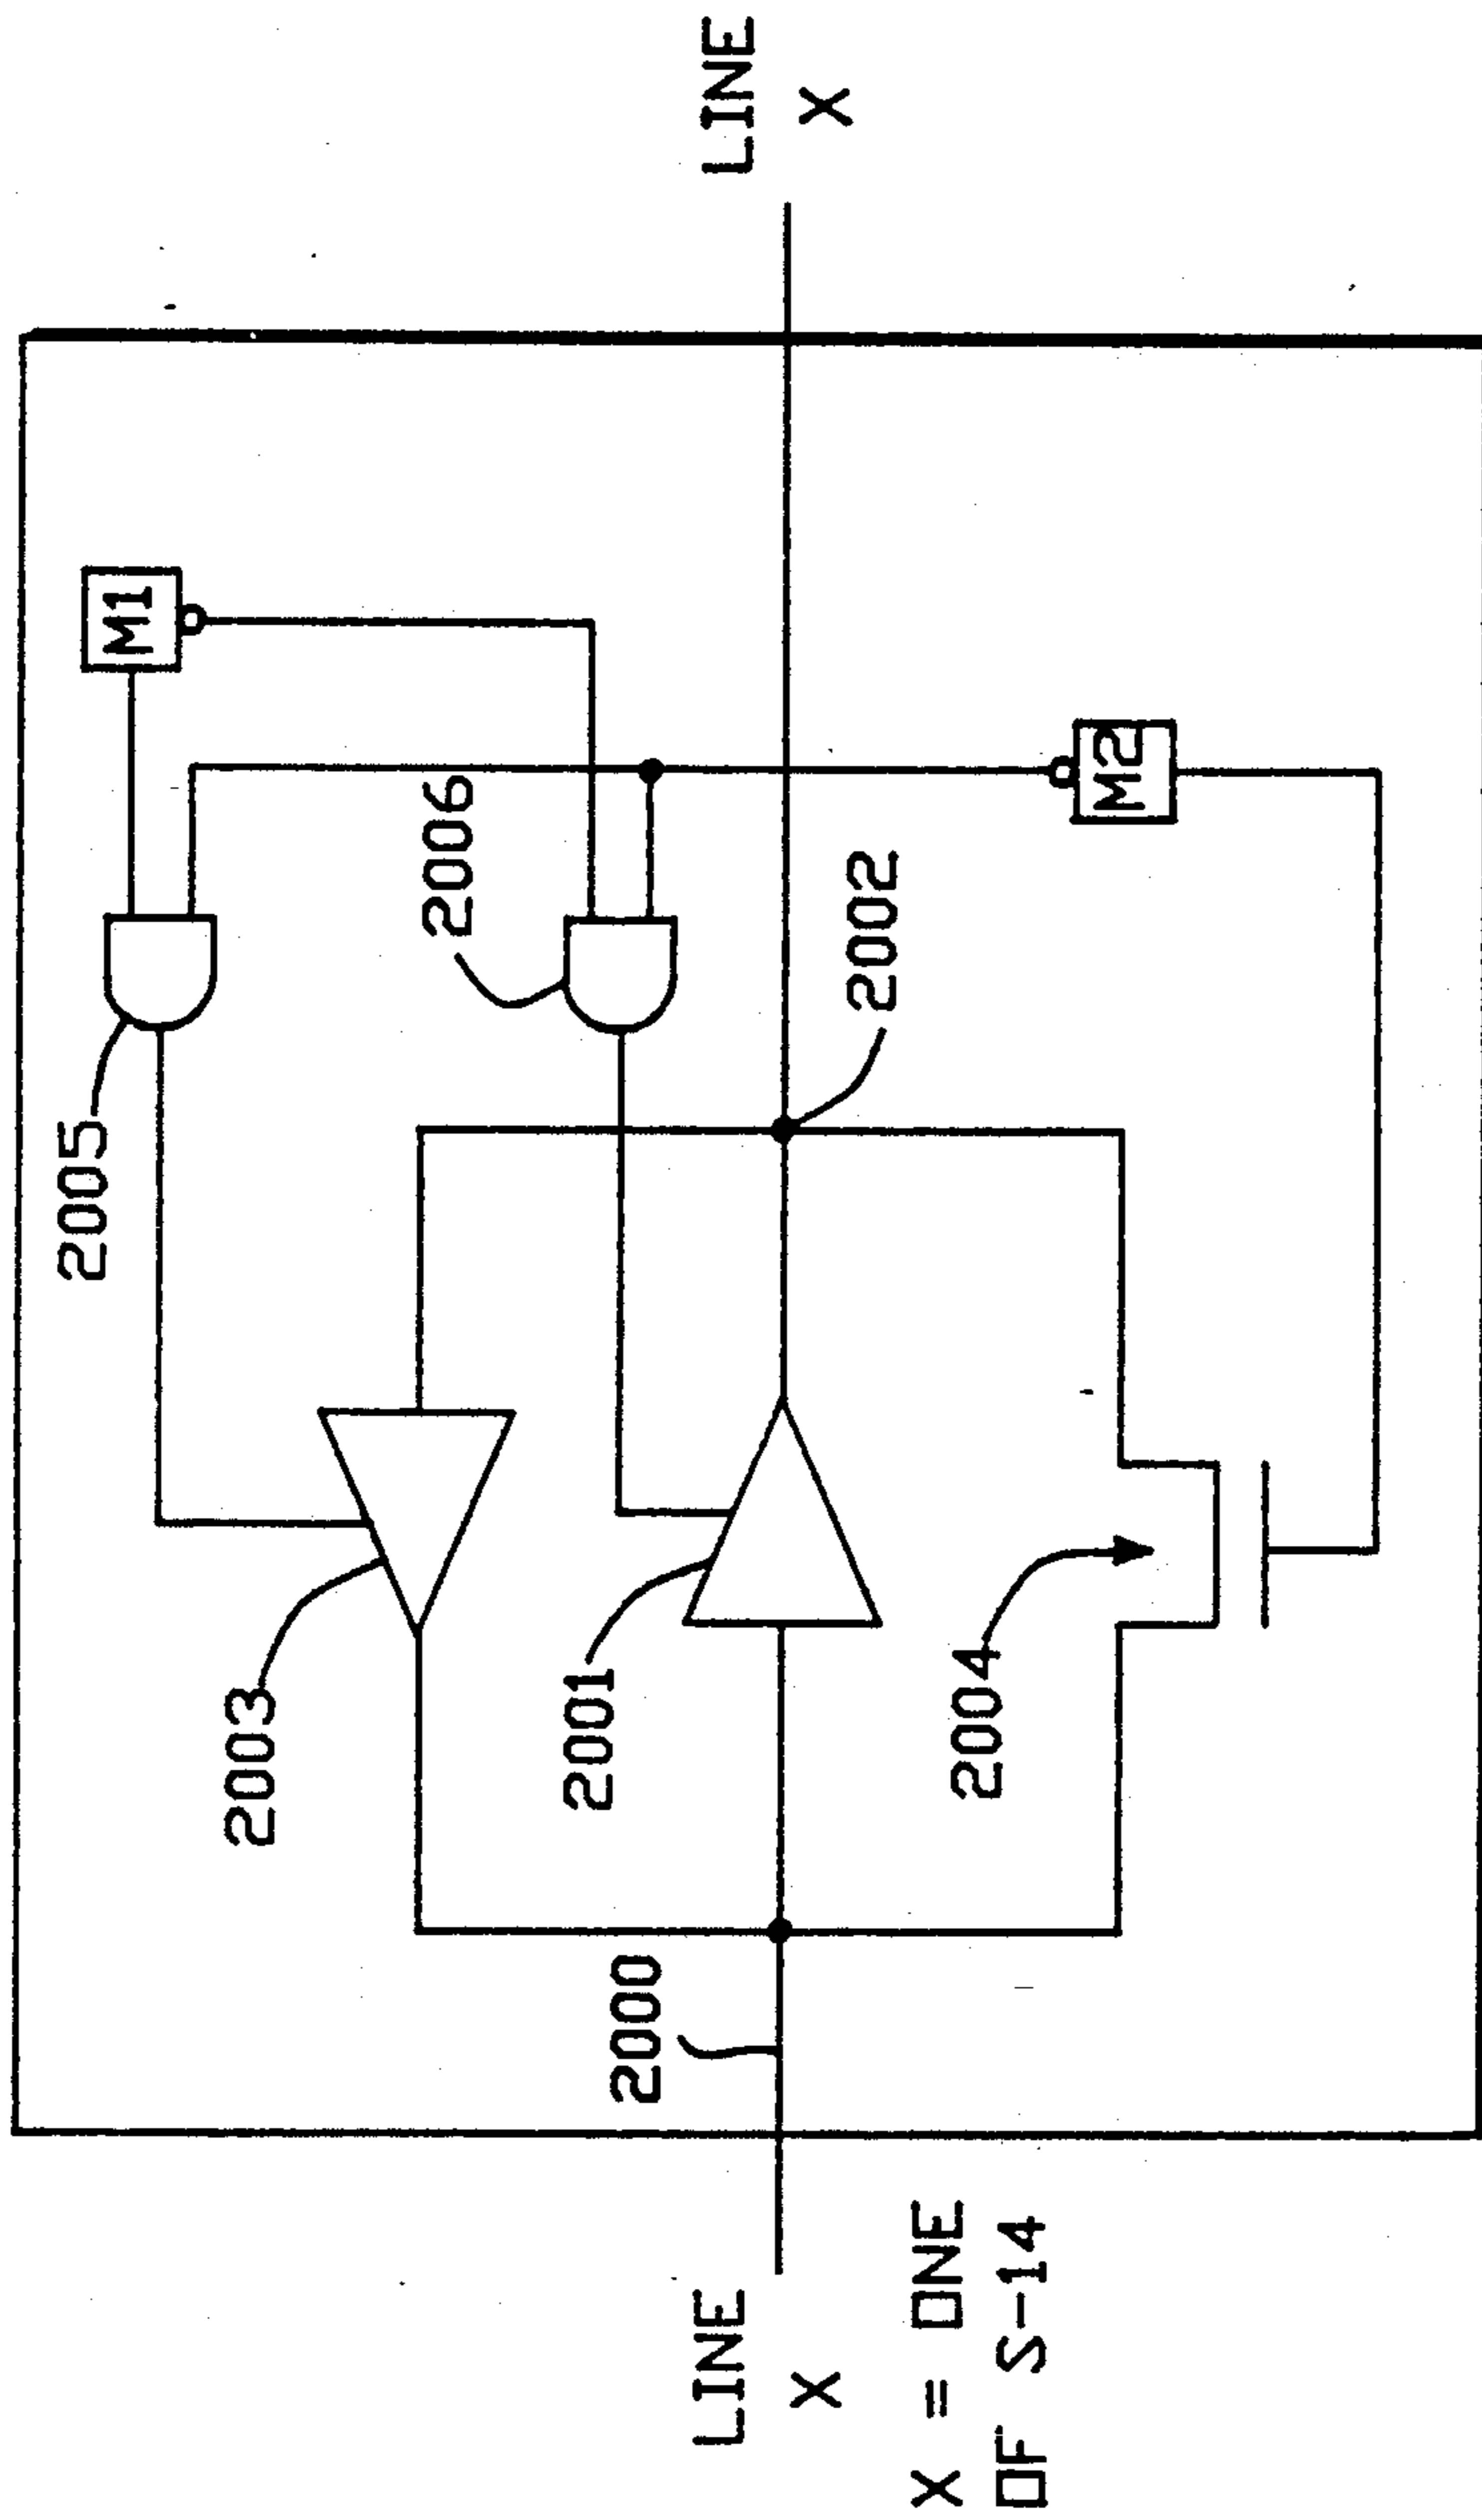 2005
M1
2003
2006
2001
2000
LINE
X
LINE
X
2002
2004
M2
X = ONE
OF S-14